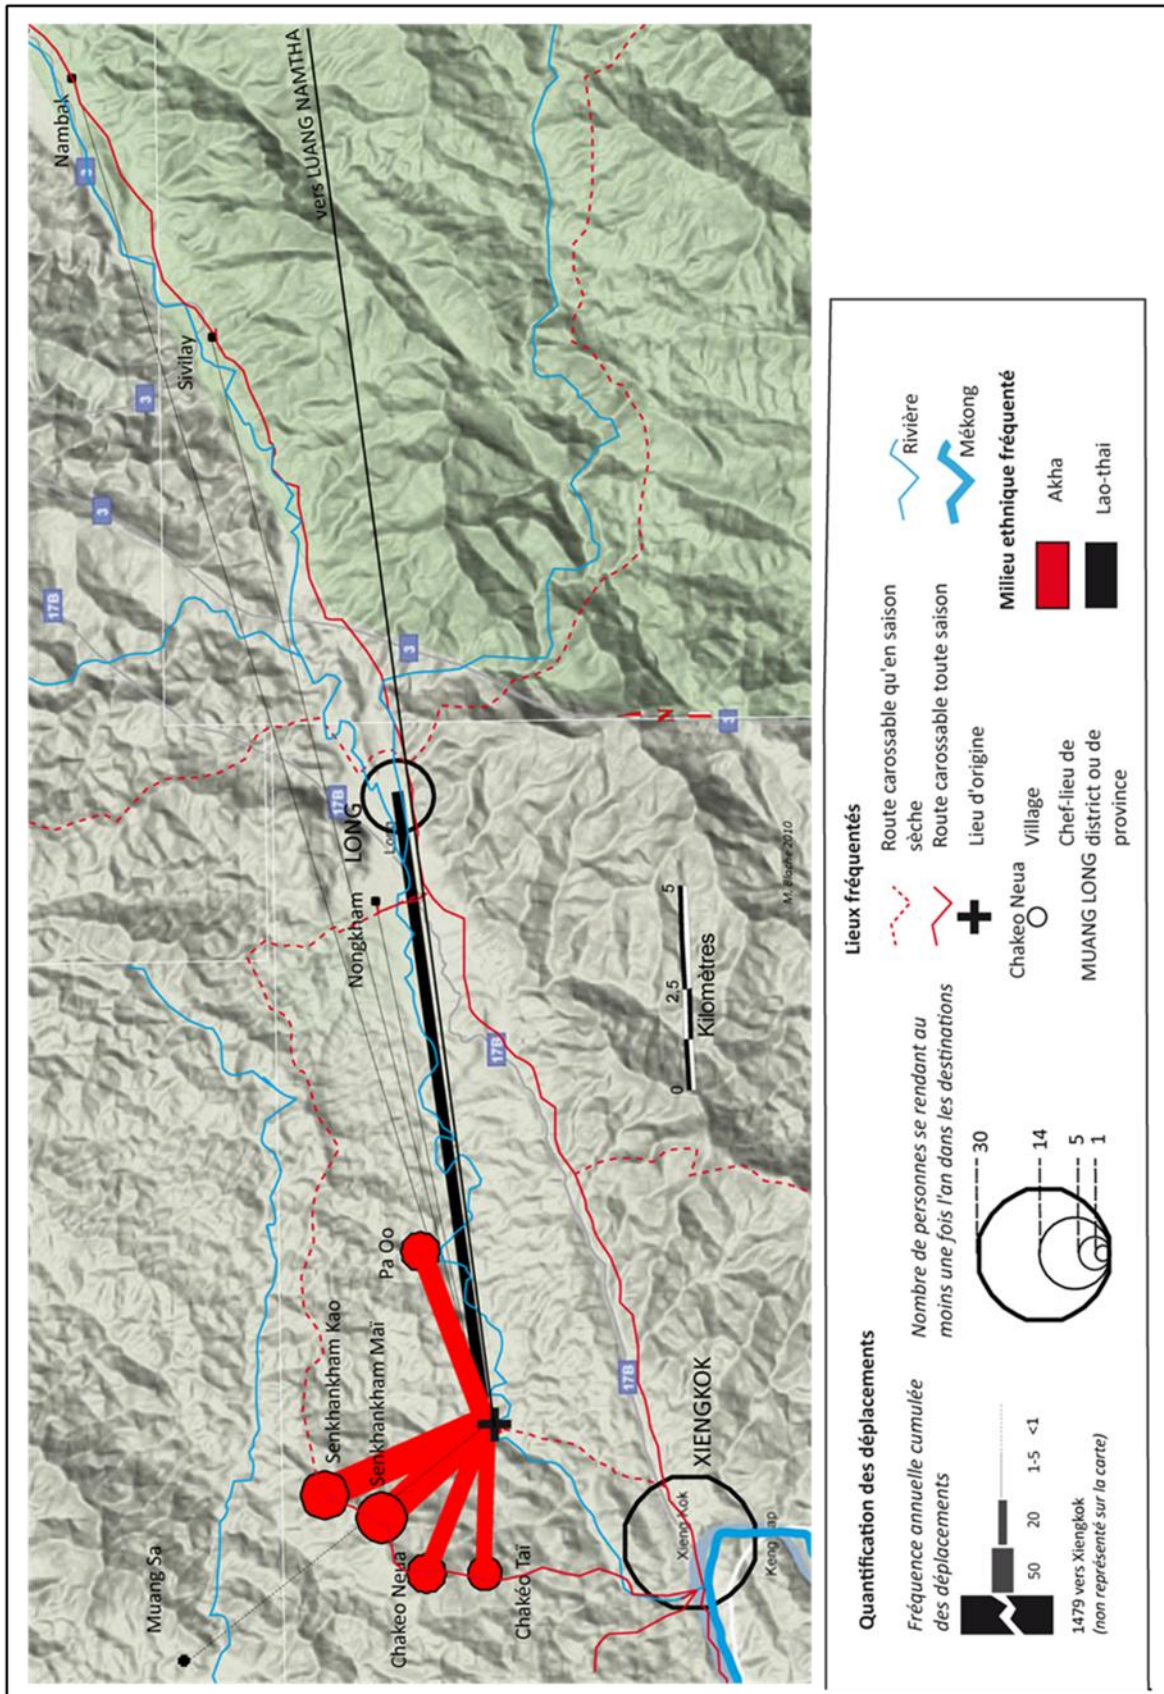 Nambak
3
vers LUANG NAMTHA
Sivilay
3
3
17B
3
N
3
LONG
Long
17B
Nongkham
M. Blache 2010
0 2,5 5
Kilomètres
17B
Pa Oo
Senkhankham Kao
Senkhankham Maï
Muang Sa
Chakeo Neua
Chakéo Taï
17B
XIENGKOK
Xieng Kok
Quantification des déplacements
Fréquence annuelle cumulée
des déplacements
50 20 1-5 <1
1479 vers Xiengkok
(non représenté sur la carte)
Nombre de personnes se rendant au
moins une fois l'an dans les destinations
30
14
5
1
Lieux fréquentés
Route carossable qu'en saison
sèche
Route carossable toute saison
Lieu d'origine
Chakeo Neua
Village
MUANG LONG
Chef-lieu de
district ou de
province
Rivière
Mékong
Milieu ethnique fréquenté
Akha
Lao-thai